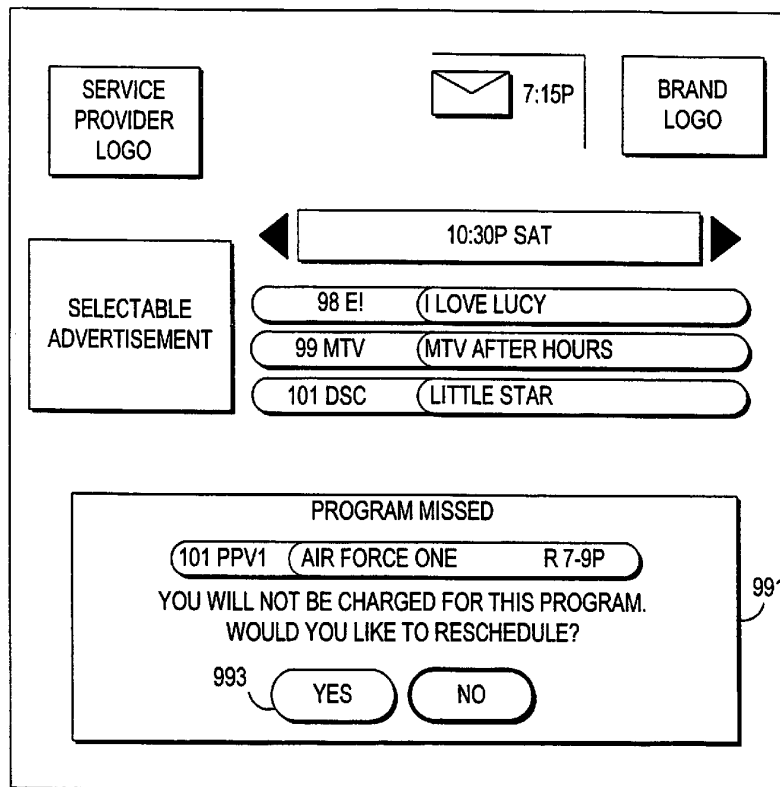 SERVICE
PROVIDER
LOGO
7:15P
BRAND
LOGO
10:30P SAT
SELECTABLE
ADVERTISEMENT
98 E! I LOVE LUCY
99 MTV MTV AFTER HOURS
101 DSC LITTLE STAR
PROGRAM MISSED
101 PPV1 AIR FORCE ONE R 7-9P
YOU WILL NOT BE CHARGED FOR THIS PROGRAM.
WOULD YOU LIKE TO RESCHEDULE?
991
993
YES NO